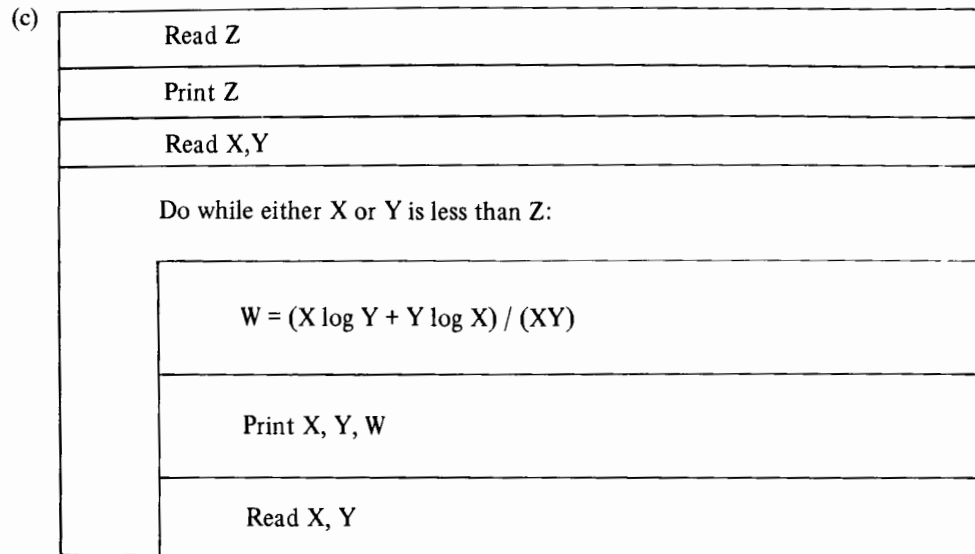 (c)
Read Z
Print Z
Read X,Y
Do while either X or Y is less than Z:
W = (X log Y + Y log X) / (XY)
Print X, Y, W
Read X, Y